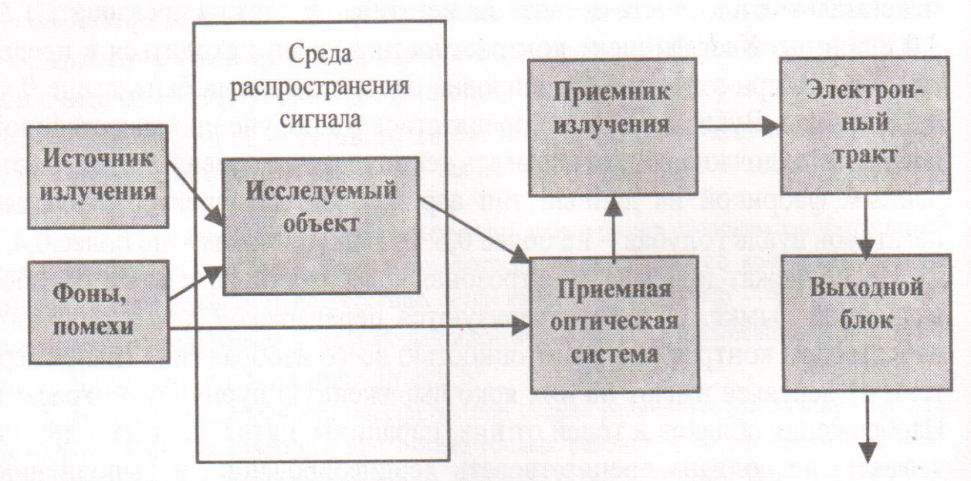 Среда
распространения
сигнала
Источник
излучения
Исследуемый
объект
Фоны,
помехи
Приемник
излучения
Электрон-
ный
тракт
Приемная
оптическая
система
Выходной
блок